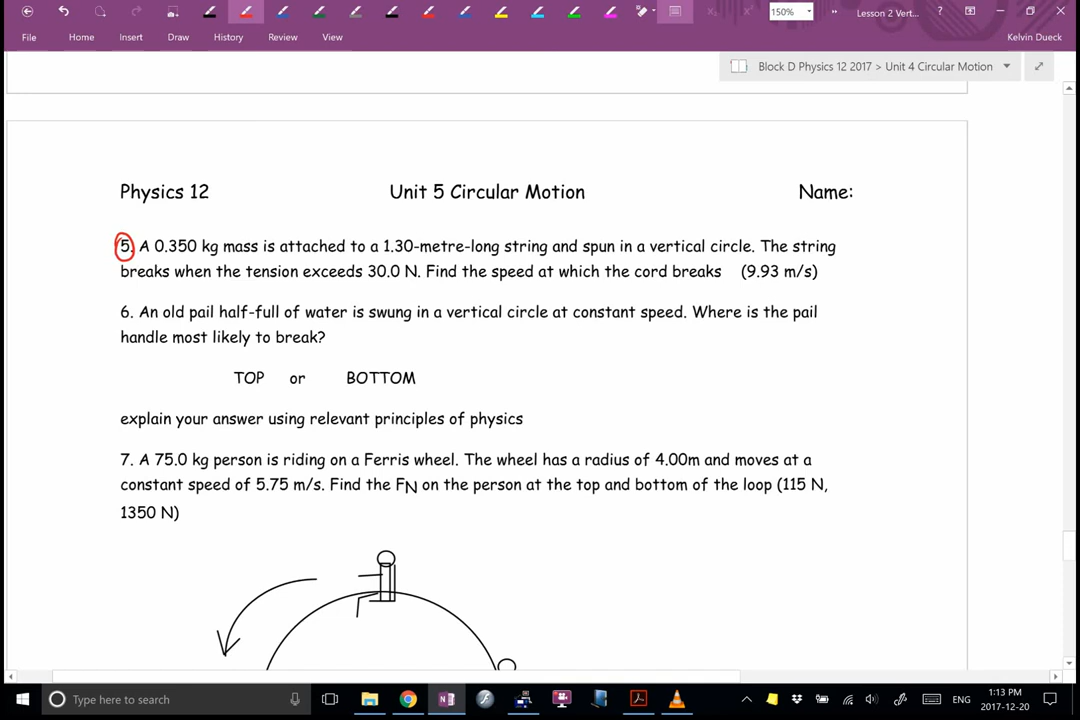 150%
Lesson 2 Vert...
File Home Insert Draw History Review View
Kelvin Dueck
Block D Physics 12 2017 > Unit 4 Circular Motion
Physics 12 Unit 5 Circular Motion Name:
5. A 0.350 kg mass is attached to a 1.30-metre-long string and spun in a vertical circle. The string
breaks when the tension exceeds 30.0 N. Find the speed at which the cord breaks (9.93 m/s)
6. An old pail half-full of water is swung in a vertical circle at constant speed. Where is the pail
handle most likely to break?
TOP or BOTTOM
explain your answer using relevant principles of physics
7. A 75.0 kg person is riding on a Ferris wheel. The wheel has a radius of 4.00m and moves at a
constant speed of 5.75 m/s. Find the FN on the person at the top and bottom of the loop (115 N,
1350 N)
Type here to search
ENG
1:13 PM
2017-12-20